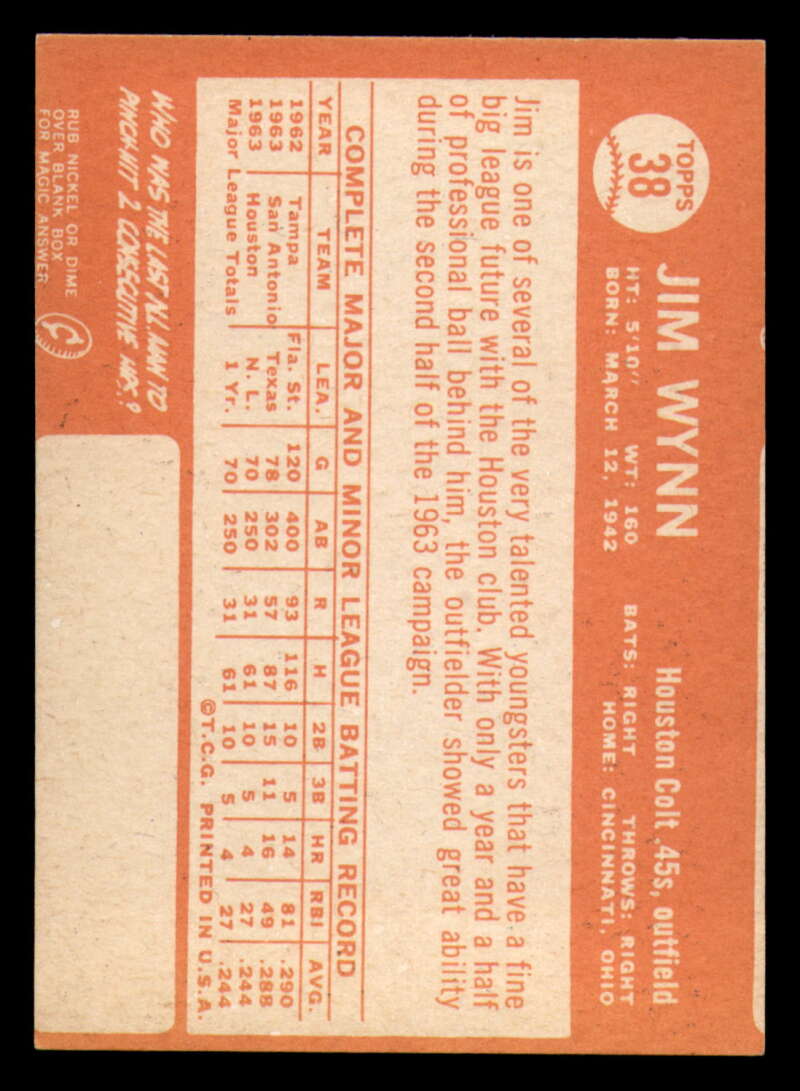 TOPPS
38
JIM WYNN
Houston Colt .45s, outfield
HT: 5'10" WT: 160 BATS: RIGHT THROWS: RIGHT
BORN: MARCH 12, 1942 HOME: CINCINNATI, OHIO
Jim is one of several of the very talented youngsters that have a fine
big league future with the Houston club. With only a year and a half
of professional ball behind him, the outfielder showed great ability
during the second half of the 1963 campaign.
COMPLETE MAJOR AND MINOR LEAGUE BATTING RECORD
YEAR TEAM LEA. G AB R H 2B 3B HR RBI AVG.
1962 Tampa Fla. St. 120 400 93 116 10 5 14 81 .290
1963 San Antonio Texas 78 302 57 87 15 11 16 49 .288
1963 Houston N. L. 70 250 31 61 10 5 4 27 .244
Major League Totals 1 Yr. 70 250 31 61 10 5 4 27 .244
©T.C.G. PRINTED IN U.S.A.
WHO WAS THE LAST N.L. MAN TO
PINCH-HIT 2 CONSECUTIVE HRS.?
RUB NICKEL OR DIME
OVER BLANK BOX
FOR MAGIC ANSWER